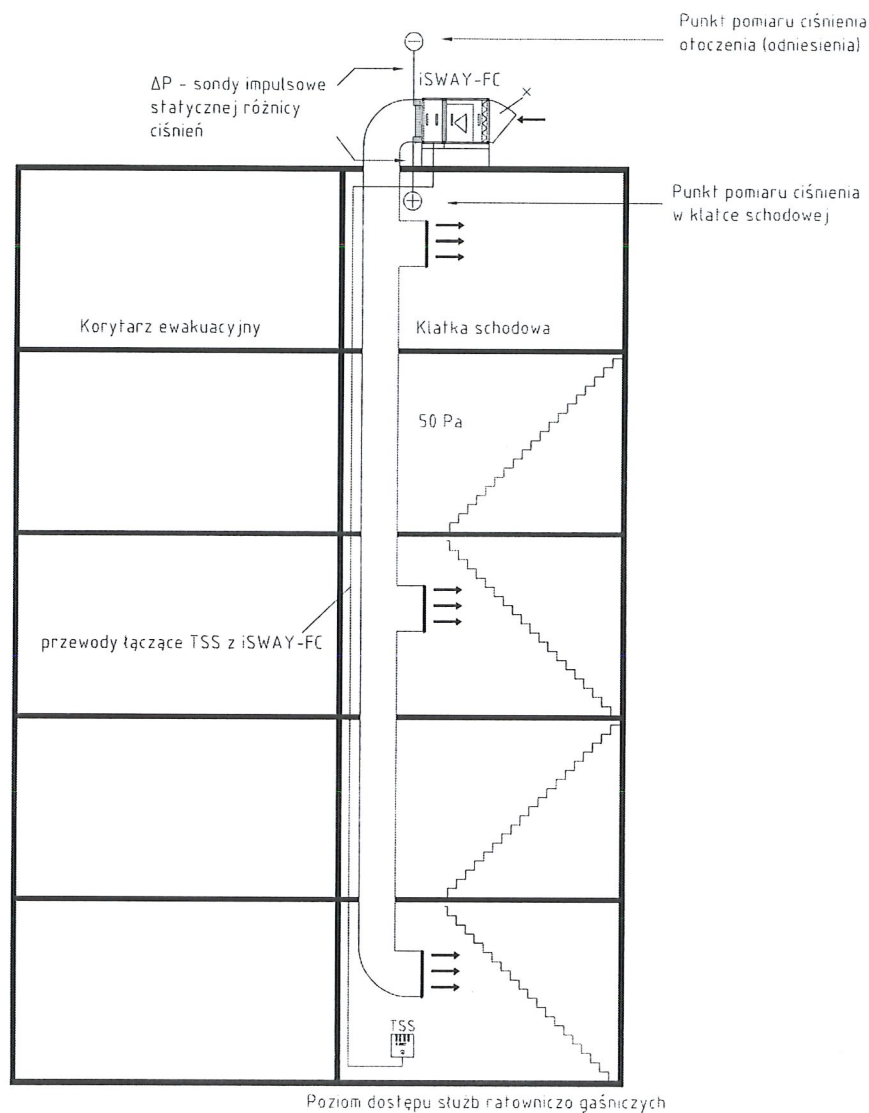 Punkt pomiaru ciśnienia
otoczenia (odniesienia)
ΔP - sondy impulsowe
statycznej różnicy
ciśnień
iSWAY-FC
Punkt pomiaru ciśnienia
w klatce schodowej
Korytarz ewakuacyjny
Klatka schodowa
50 Pa
przewody łączące TSS z iSWAY-FC
TSS
Poziom dostępu służb ratowniczo gaśniczych